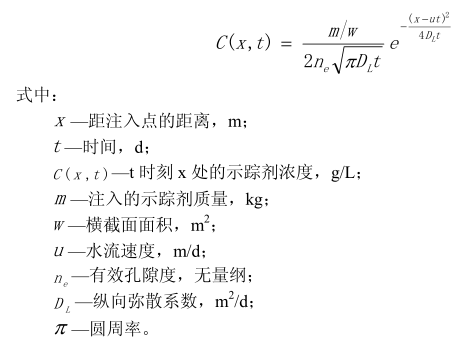 C(x,t) = \frac{m/w}{2n_e\sqrt{\pi D_L t}} e^{-\frac{(x-ut)^2}{4D_L t}}
式中：
x —距注入点的距离，m；
t —时间，d；
C(x,t)—t 时刻 x 处的示踪剂浓度，g/L；
m —注入的示踪剂质量，kg；
w —横截面面积，m²；
u —水流速度，m/d；
n_e —有效孔隙度，无量纲；
D_L —纵向弥散系数，m²/d；
π —圆周率。